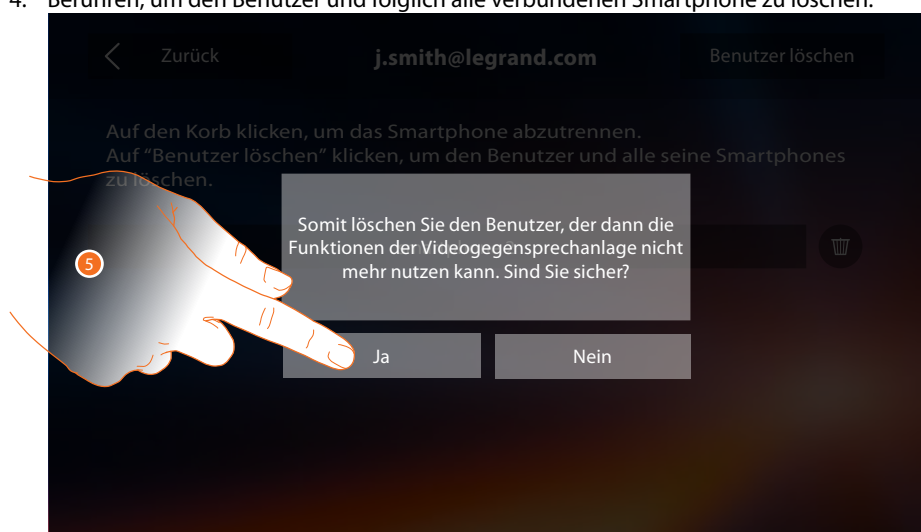 4. Berühren, um den Benutzer und folglich alle verbundenen Smartphone zu löschen.
Zurück
j.smith@legrand.com
Benutzer löschen
Auf den Korb klicken, um das Smartphone abzutrennen.
Auf “Benutzer löschen” klicken, um den Benutzer und alle seine Smartphones
zu löschen.
Somit löschen Sie den Benutzer, der dann die
Funktionen der Videogegensprechanlage nicht
mehr nutzen kann. Sind Sie sicher?
5
Ja
Nein